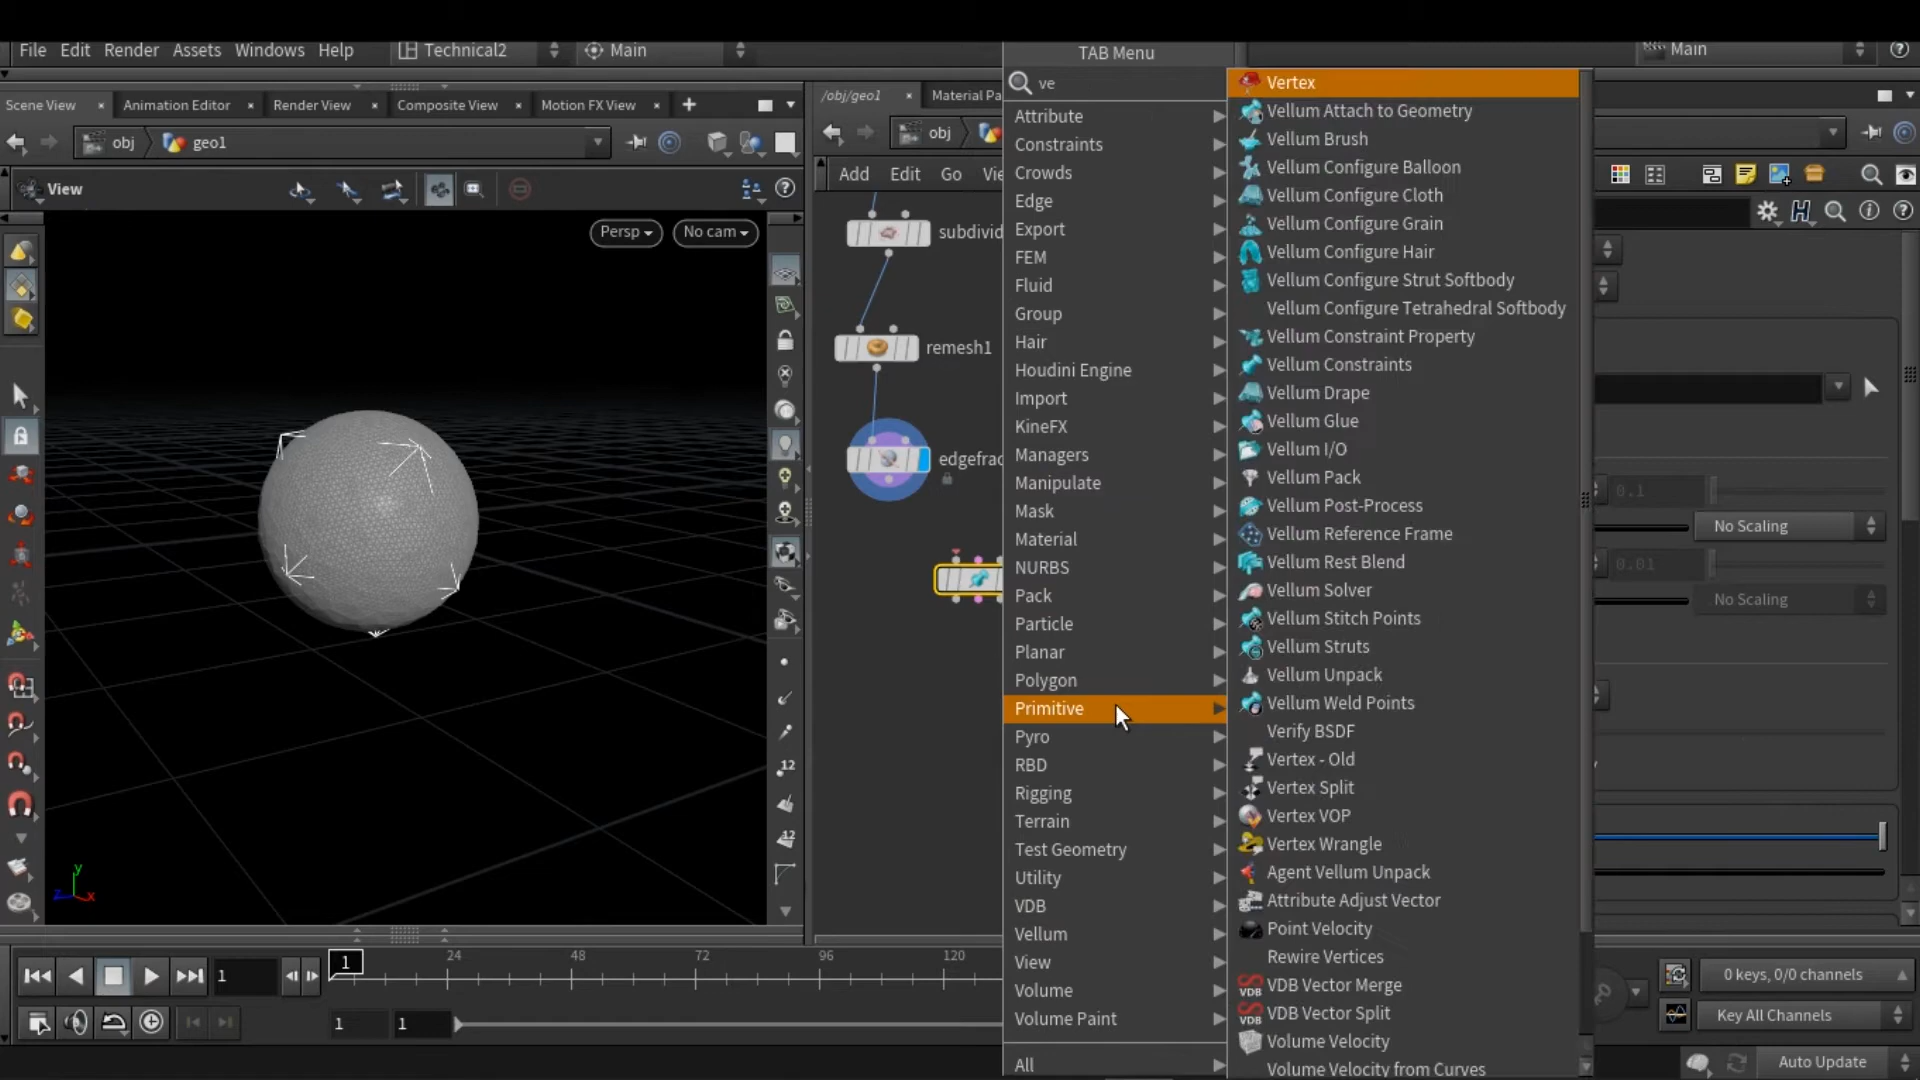 File Edit Render Assets Windows Help Technical2 Main
TAB Menu
Main
Scene View Animation Editor Render View Composite View Motion FX View
/obj/geo1 Material Pa
obj geo1
obj
View
Add Edit Go Vie
Persp No cam
subdivid
remesh1
edgefrac
ve
Attribute
Constraints
Crowds
Edge
Export
FEM
Fluid
Group
Hair
Houdini Engine
Import
KineFX
Managers
Manipulate
Mask
Material
NURBS
Pack
Particle
Planar
Polygon
Primitive
Pyro
RBD
Rigging
Terrain
Test Geometry
Utility
VDB
Vellum
View
Volume
Volume Paint
All
Vertex
Vellum Attach to Geometry
Vellum Brush
Vellum Configure Balloon
Vellum Configure Cloth
Vellum Configure Grain
Vellum Configure Hair
Vellum Configure Strut Softbody
Vellum Configure Tetrahedral Softbody
Vellum Constraint Property
Vellum Constraints
Vellum Drape
Vellum Glue
Vellum I/O
Vellum Pack
Vellum Post-Process
Vellum Reference Frame
Vellum Rest Blend
Vellum Solver
Vellum Stitch Points
Vellum Struts
Vellum Unpack
Vellum Weld Points
Verify BSDF
Vertex - Old
Vertex Split
Vertex VOP
Vertex Wrangle
Agent Vellum Unpack
Attribute Adjust Vector
Point Velocity
Rewire Vertices
VDB Vector Merge
VDB Vector Split
Volume Velocity
Volume Velocity from Curves
0.1
No Scaling
0.01
No Scaling
12
12
y
z x
1
1 24 48 72 96 120
1 1
0 keys, 0/0 channels
Key All Channels
Auto Update